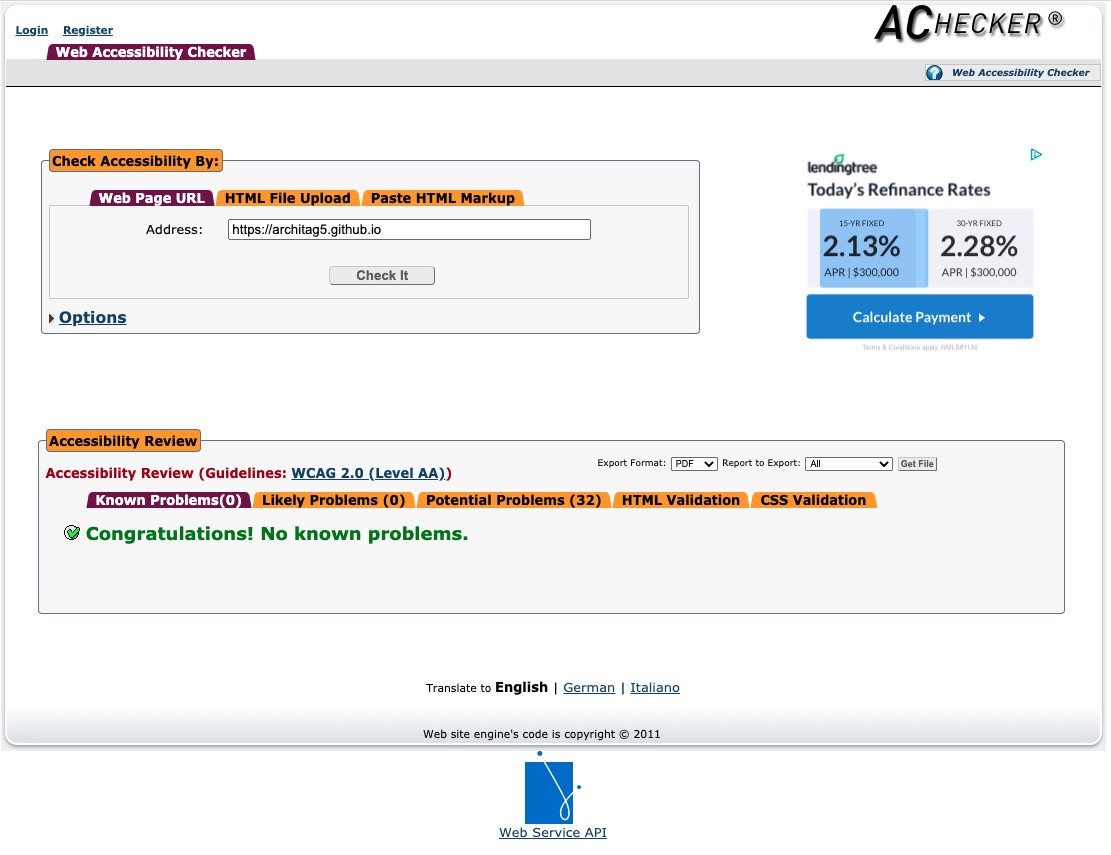 Login Register
ACHECKER ®
Web Accessibility Checker
Web Accessibility Checker
Check Accessibility By:
Web Page URL HTML File Upload Paste HTML Markup
Address: https://architag5.github.io
Check It
Options
lendingtree
Today's Refinance Rates
15-YR FIXED 30-YR FIXED
2.13% 2.28%
APR | $300,000 APR | $300,000
Calculate Payment
Terms & Conditions apply. NMLS#1136
Accessibility Review
Accessibility Review (Guidelines: WCAG 2.0 (Level AA))
Export Format: PDF Report to Export: All Get File
Known Problems(0) Likely Problems (0) Potential Problems (32) HTML Validation CSS Validation
Congratulations! No known problems.
Translate to English | German | Italiano
Web site engine's code is copyright © 2011
Web Service API